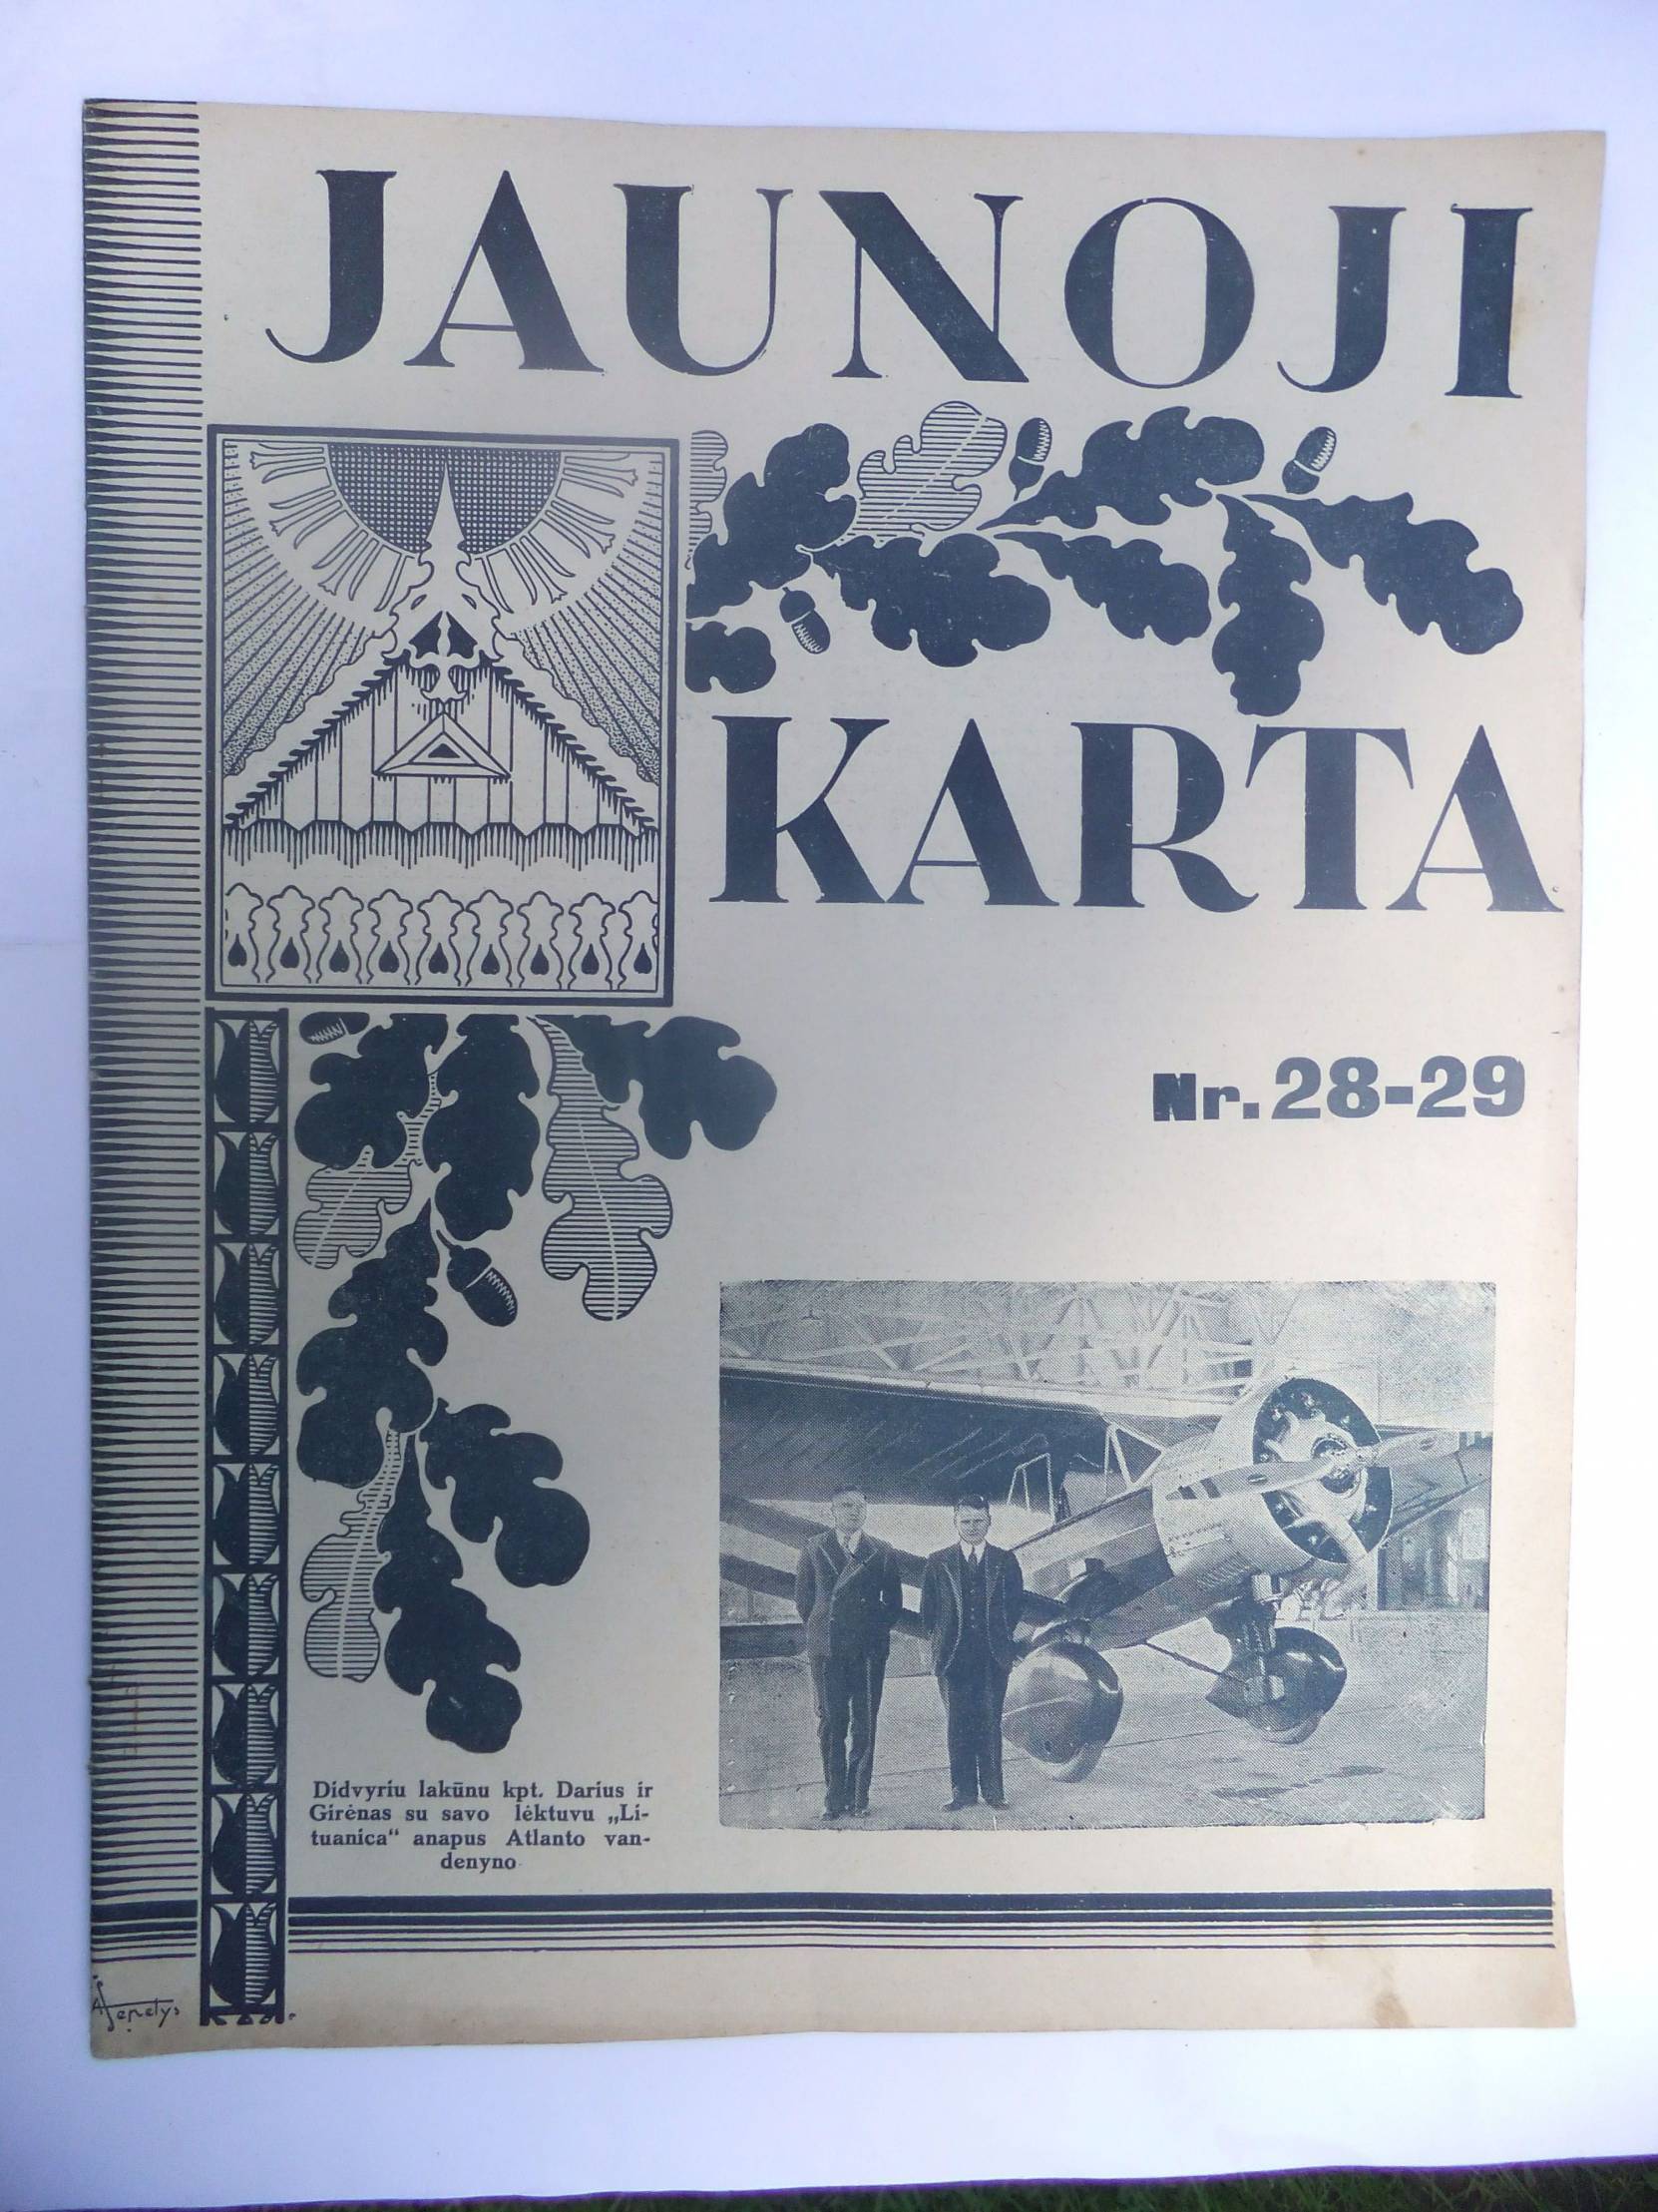 JAUNOJI
KARTA
Nr. 28-29
Didvyriu lakūnu kpt. Darius ir
Girėnas su savo lėktuvu „Li-
tuanica“ anapus Atlanto van-
denyno